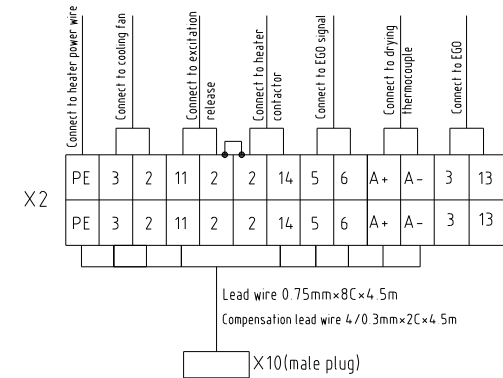 Connect to heater power wire
Connect to cooling fan
Connect to excitation
release
Connect to heater
contactor
Connect to EGO signal
Connect to drying
thermocouple
Connect to EGO
X2
PE 3 2 11 2 2 14 5 6 A+ A- 3 13
PE 3 2 11 2 2 14 5 6 A+ A- 3 13
Lead wire 0.75mm×8C×4.5m
Compensation lead wire 4/0.3mm×2C×4.5m
X10(male plug)